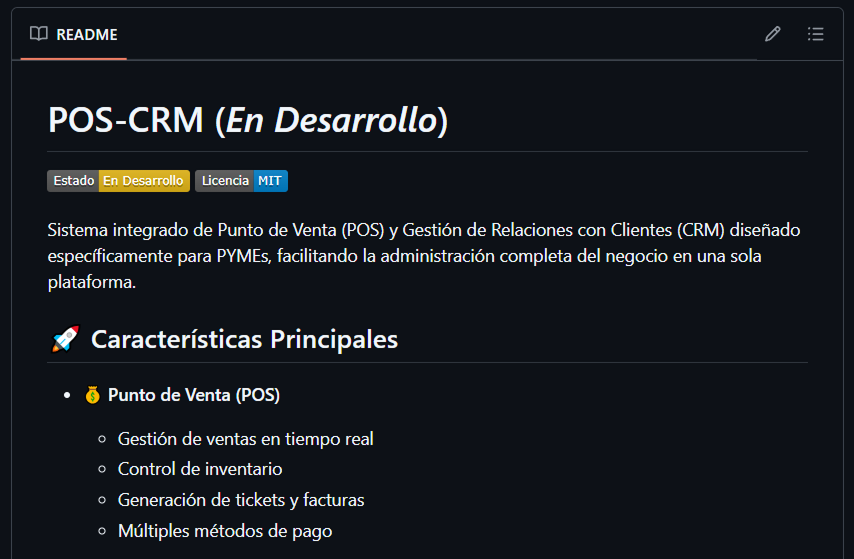 README
POS-CRM (En Desarrollo)
Estado En Desarrollo Licencia MIT
Sistema integrado de Punto de Venta (POS) y Gestión de Relaciones con Clientes (CRM) diseñado
específicamente para PYMEs, facilitando la administración completa del negocio en una sola
plataforma.
🚀 Características Principales
• 💰 Punto de Venta (POS)
◦ Gestión de ventas en tiempo real
◦ Control de inventario
◦ Generación de tickets y facturas
◦ Múltiples métodos de pago